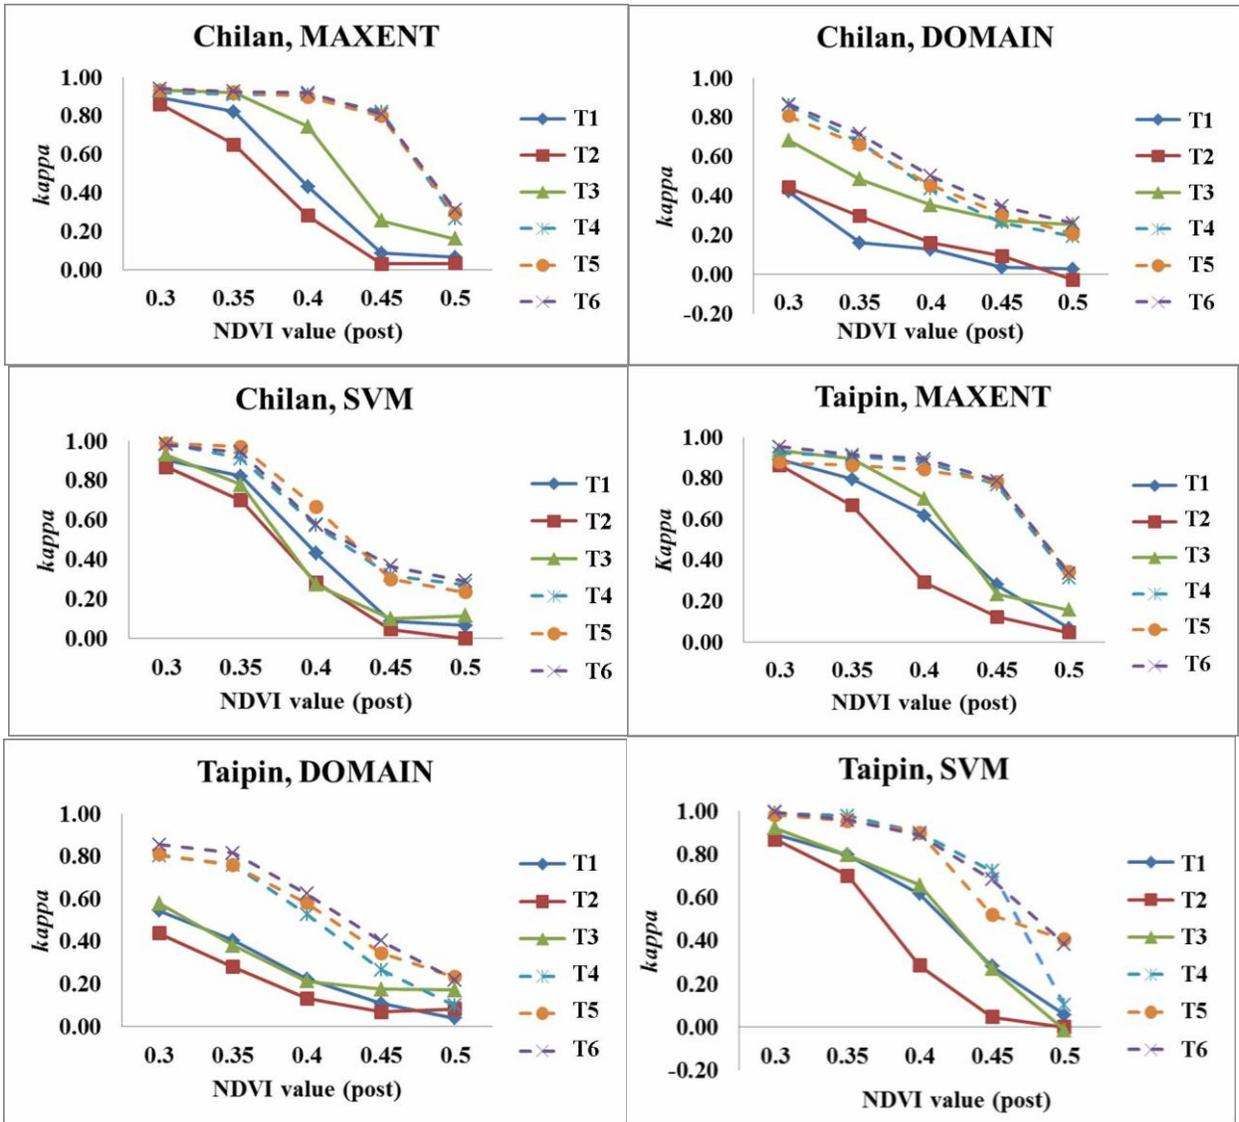 Chilan, MAXENT
1.00
0.80
0.60
0.40
0.20
0.00
kappa
0.3 0.35 0.4 0.45 0.5
NDVI value (post)
T1
T2
T3
T4
T5
T6
Chilan, DOMAIN
1.00
0.80
0.60
0.40
0.20
0.00
-0.20
kappa
0.3 0.35 0.4 0.45 0.5
NDVI value (post)
T1
T2
T3
T4
T5
T6
Chilan, SVM
1.00
0.80
0.60
0.40
0.20
0.00
kappa
0.3 0.35 0.4 0.45 0.5
NDVI value (post)
T1
T2
T3
T4
T5
T6
Taipin, MAXENT
1.00
0.80
0.60
0.40
0.20
0.00
Kappa
0.3 0.35 0.4 0.45 0.5
NDVI value (post)
T1
T2
T3
T4
T5
T6
Taipin, DOMAIN
1.00
0.80
0.60
0.40
0.20
0.00
kappa
0.3 0.35 0.4 0.45 0.5
NDVI value (post)
T1
T2
T3
T4
T5
T6
Taipin, SVM
1.00
0.80
0.60
0.40
0.20
0.00
-0.20
kappa
0.3 0.35 0.4 0.45 0.5
NDVI value (post)
T1
T2
T3
T4
T5
T6